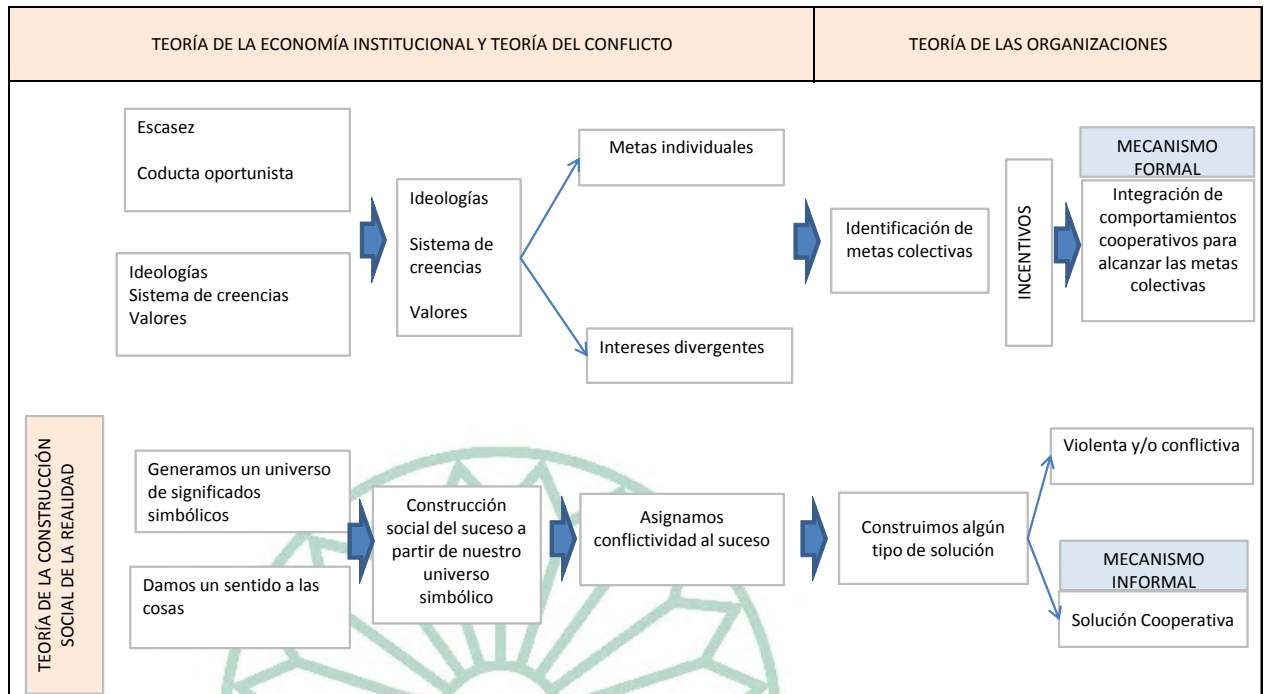 TEORÍA DE LA ECONOMÍA INSTITUCIONAL Y TEORÍA DEL CONFLICTO
TEORÍA DE LAS ORGANIZACIONES
Escasez
Coducta oportunista
Ideologías
Sistema de creencias
Valores
Ideologías
Sistema de
creencias
Valores
Metas individuales
Intereses divergentes
Identificación de
metas colectivas
INCENTIVOS
MECANISMO
FORMAL
Integración de
comportamientos
cooperativos para
alcanzar las metas
colectivas
TEORÍA DE LA CONSTRUCCIÓN
SOCIAL DE LA REALIDAD
Generamos un universo
de significados
simbólicos
Damos un sentido a las
cosas
Construcción
social del suceso a
partir de nuestro
universo
simbólico
Asignamos
conflictividad al suceso
Construimos algún
tipo de solución
Violenta y/o conflictiva
MECANISMO
INFORMAL
Solución Cooperativa